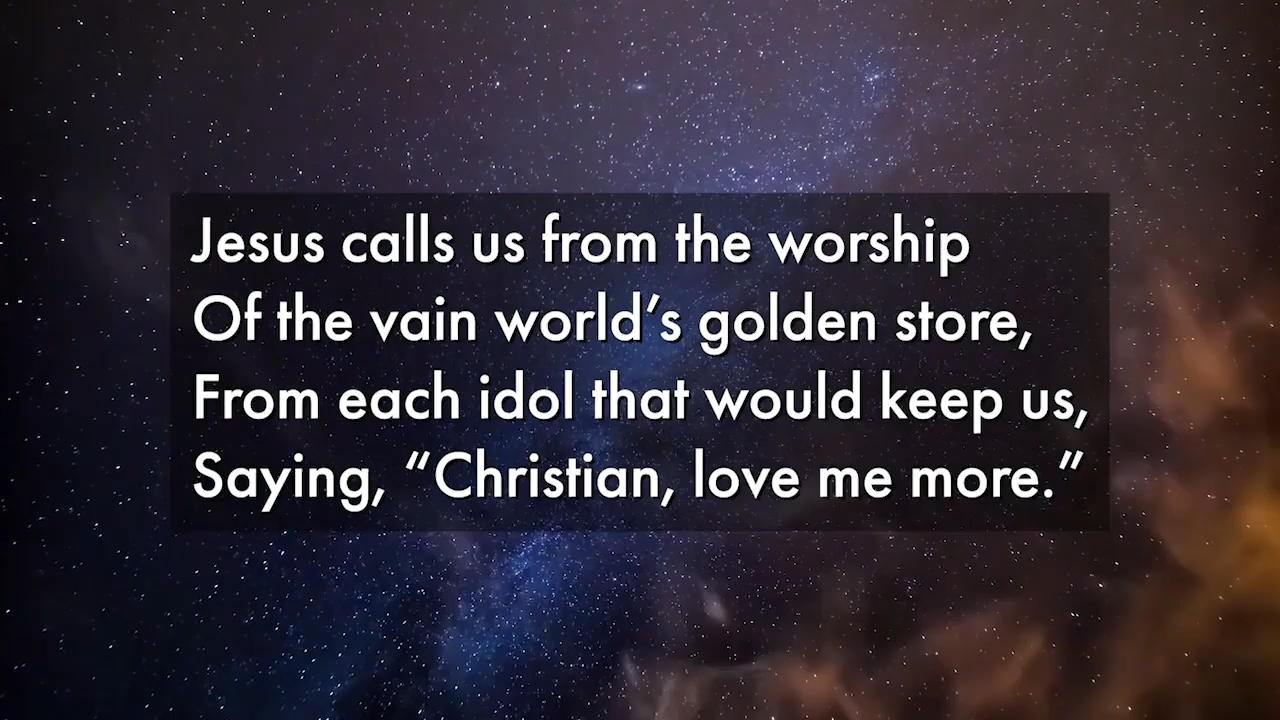 Jesus calls us from the worship
Of the vain world’s golden store,
From each idol that would keep us,
Saying, “Christian, love me more.”